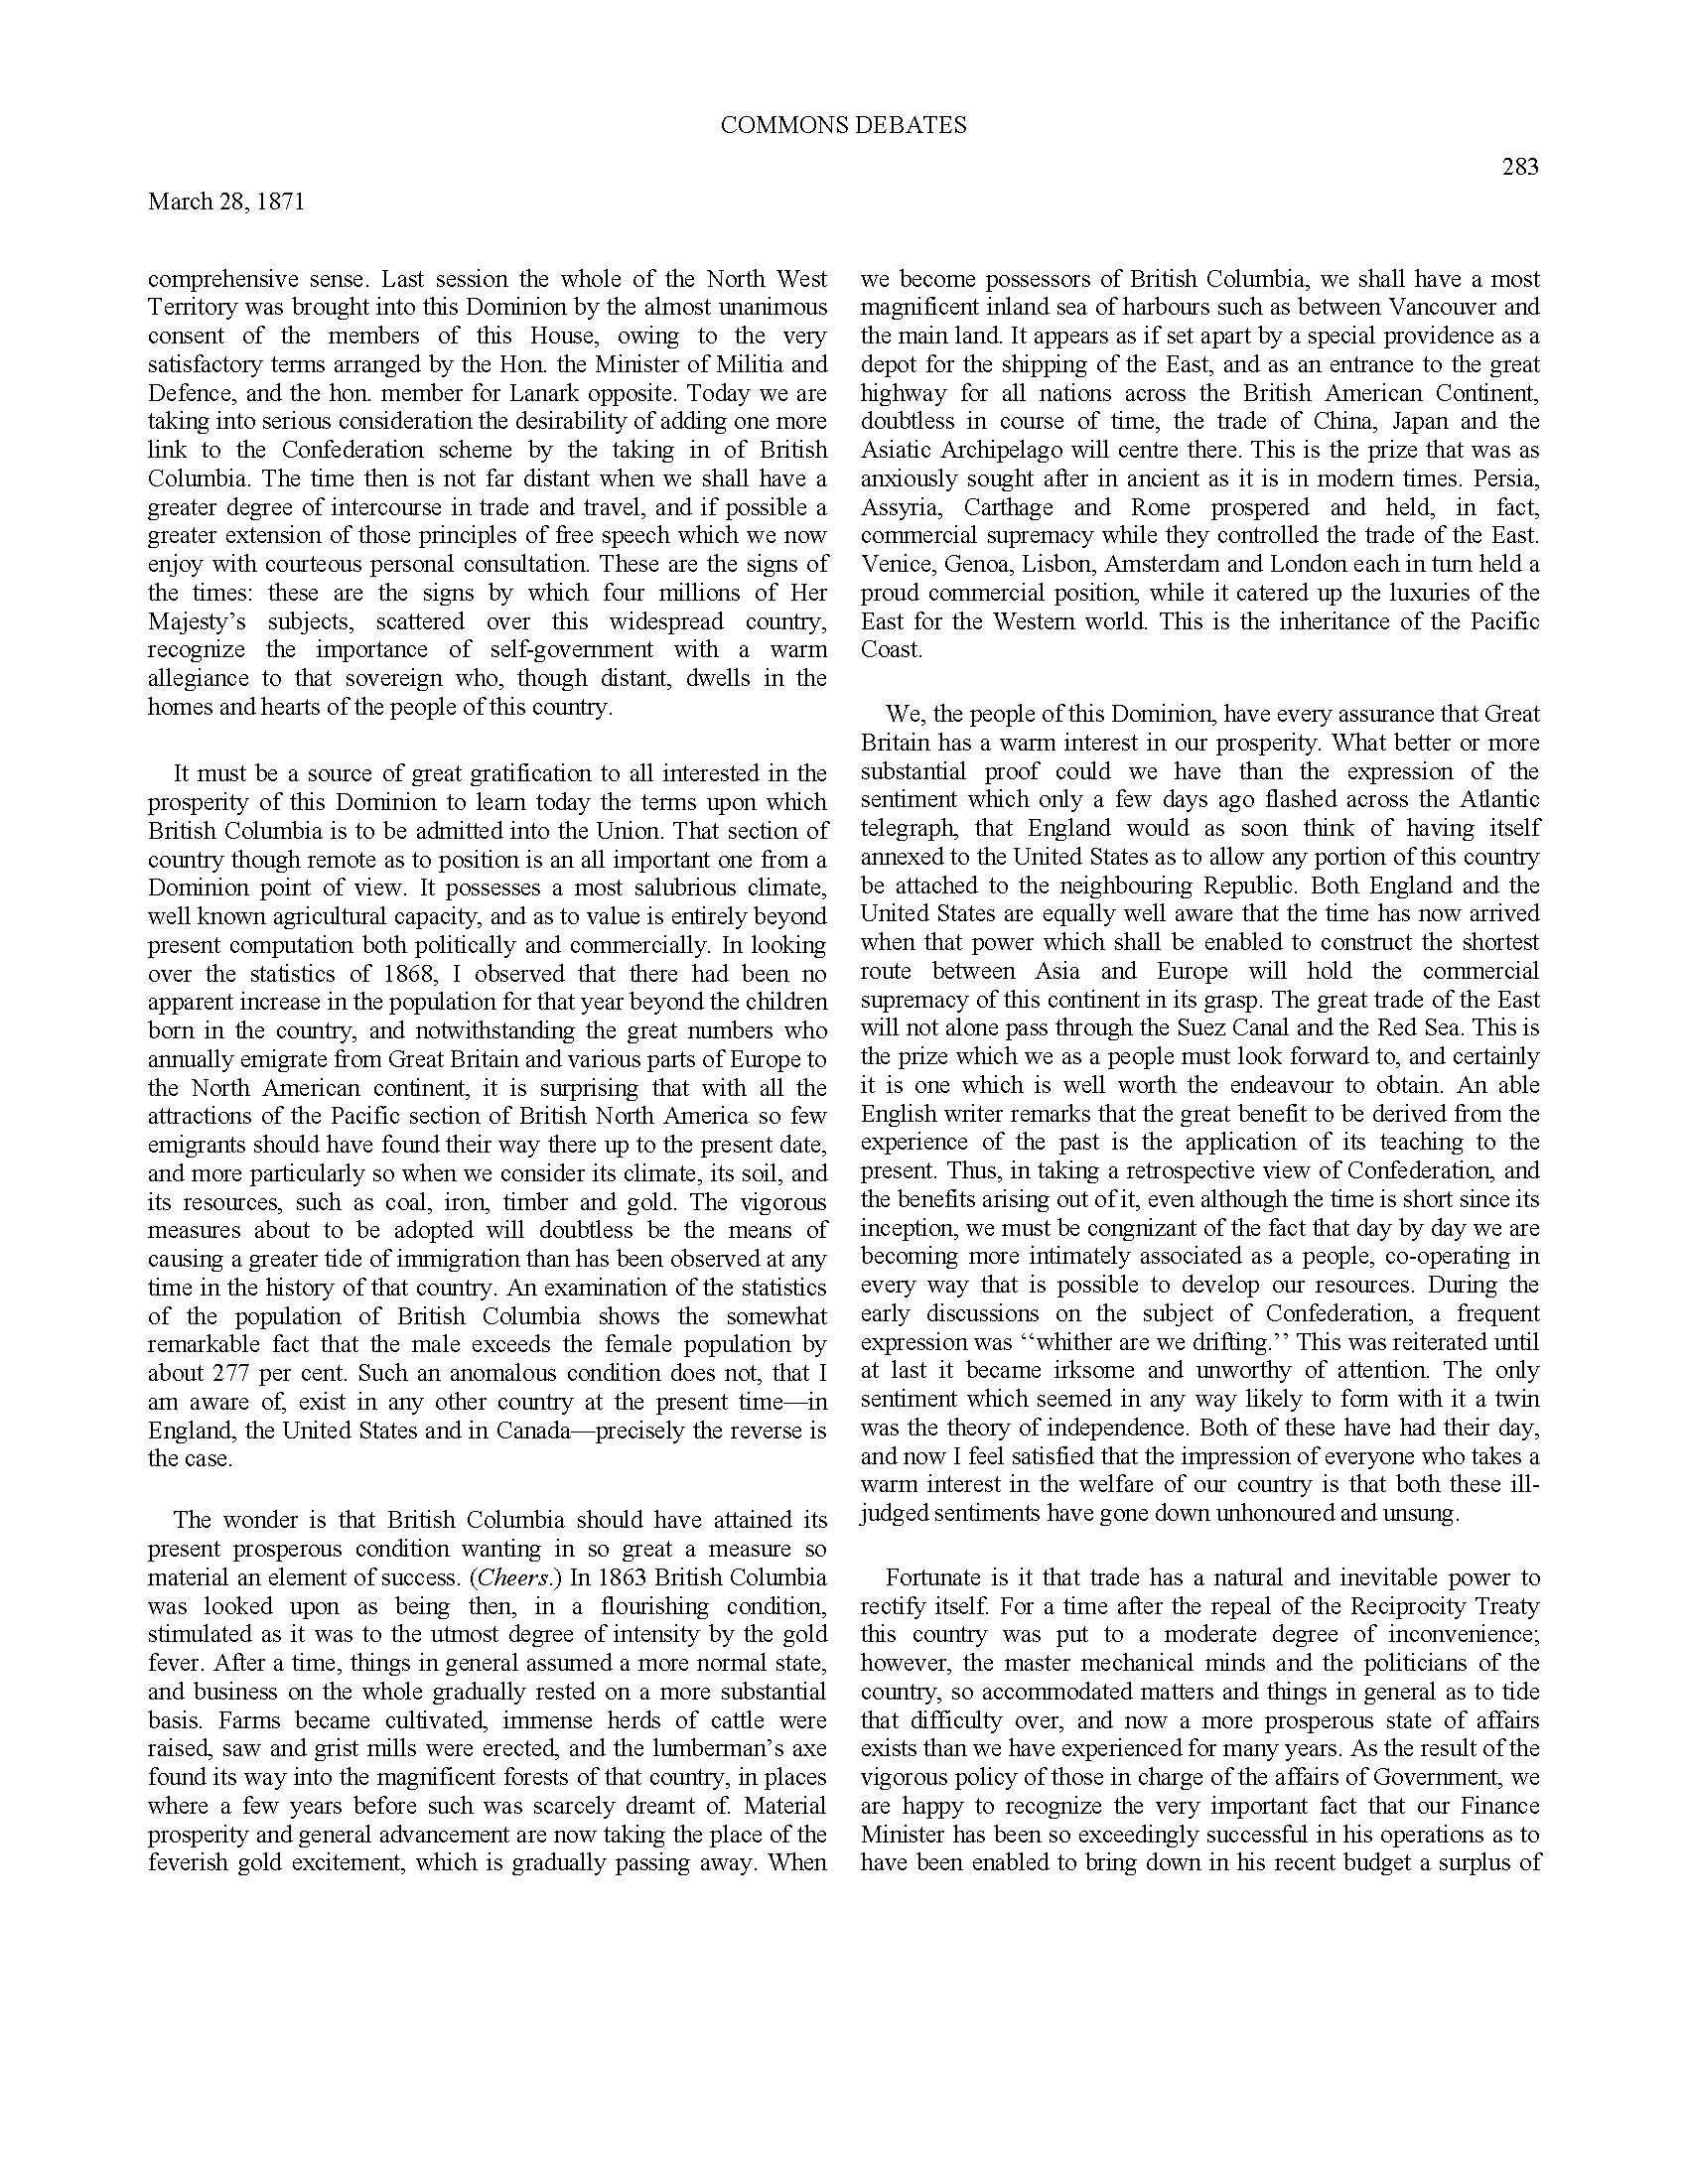 COMMONS DEBATES
283
March 28, 1871
comprehensive sense. Last session the whole of the North West
Territory was brought into this Dominion by the almost unanimous
consent of the members of this House, owing to the very
satisfactory terms arranged by the Hon. the Minister of Militia and
Defence, and the hon. member for Lanark opposite. Today we are
taking into serious consideration the desirability of adding one more
link to the Confederation scheme by the taking in of British
Columbia. The time then is not far distant when we shall have a
greater degree of intercourse in trade and travel, and if possible a
greater extension of those principles of free speech which we now
enjoy with courteous personal consultation. These are the signs of
the times: these are the signs by which four millions of Her
Majesty’s subjects, scattered over this widespread country,
recognize the importance of self-government with a warm
allegiance to that sovereign who, though distant, dwells in the
homes and hearts of the people of this country.
It must be a source of great gratification to all interested in the
prosperity of this Dominion to learn today the terms upon which
British Columbia is to be admitted into the Union. That section of
country though remote as to position is an all important one from a
Dominion point of view. It possesses a most salubrious climate,
well known agricultural capacity, and as to value is entirely beyond
present computation both politically and commercially. In looking
over the statistics of 1868, I observed that there had been no
apparent increase in the population for that year beyond the children
born in the country, and notwithstanding the great numbers who
annually emigrate from Great Britain and various parts of Europe to
the North American continent, it is surprising that with all the
attractions of the Pacific section of British North America so few
emigrants should have found their way there up to the present date,
and more particularly so when we consider its climate, its soil, and
its resources, such as coal, iron, timber and gold. The vigorous
measures about to be adopted will doubtless be the means of
causing a greater tide of immigration than has been observed at any
time in the history of that country. An examination of the statistics
of the population of British Columbia shows the somewhat
remarkable fact that the male exceeds the female population by
about 277 per cent. Such an anomalous condition does not, that I
am aware of, exist in any other country at the present time—in
England, the United States and in Canada—precisely the reverse is
the case.
The wonder is that British Columbia should have attained its
present prosperous condition wanting in so great a measure so
material an element of success. (Cheers.) In 1863 British Columbia
was looked upon as being then, in a flourishing condition,
stimulated as it was to the utmost degree of intensity by the gold
fever. After a time, things in general assumed a more normal state,
and business on the whole gradually rested on a more substantial
basis. Farms became cultivated, immense herds of cattle were
raised, saw and grist mills were erected, and the lumberman’s axe
found its way into the magnificent forests of that country, in places
where a few years before such was scarcely dreamt of. Material
prosperity and general advancement are now taking the place of the
feverish gold excitement, which is gradually passing away. When
we become possessors of British Columbia, we shall have a most
magnificent inland sea of harbours such as between Vancouver and
the main land. It appears as if set apart by a special providence as a
depot for the shipping of the East, and as an entrance to the great
highway for all nations across the British American Continent,
doubtless in course of time, the trade of China, Japan and the
Asiatic Archipelago will centre there. This is the prize that was as
anxiously sought after in ancient as it is in modern times. Persia,
Assyria, Carthage and Rome prospered and held, in fact,
commercial supremacy while they controlled the trade of the East.
Venice, Genoa, Lisbon, Amsterdam and London each in turn held a
proud commercial position, while it catered up the luxuries of the
East for the Western world. This is the inheritance of the Pacific
Coast.
We, the people of this Dominion, have every assurance that Great
Britain has a warm interest in our prosperity. What better or more
substantial proof could we have than the expression of the
sentiment which only a few days ago flashed across the Atlantic
telegraph, that England would as soon think of having itself
annexed to the United States as to allow any portion of this country
be attached to the neighbouring Republic. Both England and the
United States are equally well aware that the time has now arrived
when that power which shall be enabled to construct the shortest
route between Asia and Europe will hold the commercial
supremacy of this continent in its grasp. The great trade of the East
will not alone pass through the Suez Canal and the Red Sea. This is
the prize which we as a people must look forward to, and certainly
it is one which is well worth the endeavour to obtain. An able
English writer remarks that the great benefit to be derived from the
experience of the past is the application of its teaching to the
present. Thus, in taking a retrospective view of Confederation, and
the benefits arising out of it, even although the time is short since its
inception, we must be congnizant of the fact that day by day we are
becoming more intimately associated as a people, co-operating in
every way that is possible to develop our resources. During the
early discussions on the subject of Confederation, a frequent
expression was ‘‘whither are we drifting.’’ This was reiterated until
at last it became irksome and unworthy of attention. The only
sentiment which seemed in any way likely to form with it a twin
was the theory of independence. Both of these have had their day,
and now I feel satisfied that the impression of everyone who takes a
warm interest in the welfare of our country is that both these ill-
judged sentiments have gone down unhonoured and unsung.
Fortunate is it that trade has a natural and inevitable power to
rectify itself. For a time after the repeal of the Reciprocity Treaty
this country was put to a moderate degree of inconvenience;
however, the master mechanical minds and the politicians of the
country, so accommodated matters and things in general as to tide
that difficulty over, and now a more prosperous state of affairs
exists than we have experienced for many years. As the result of the
vigorous policy of those in charge of the affairs of Government, we
are happy to recognize the very important fact that our Finance
Minister has been so exceedingly successful in his operations as to
have been enabled to bring down in his recent budget a surplus of